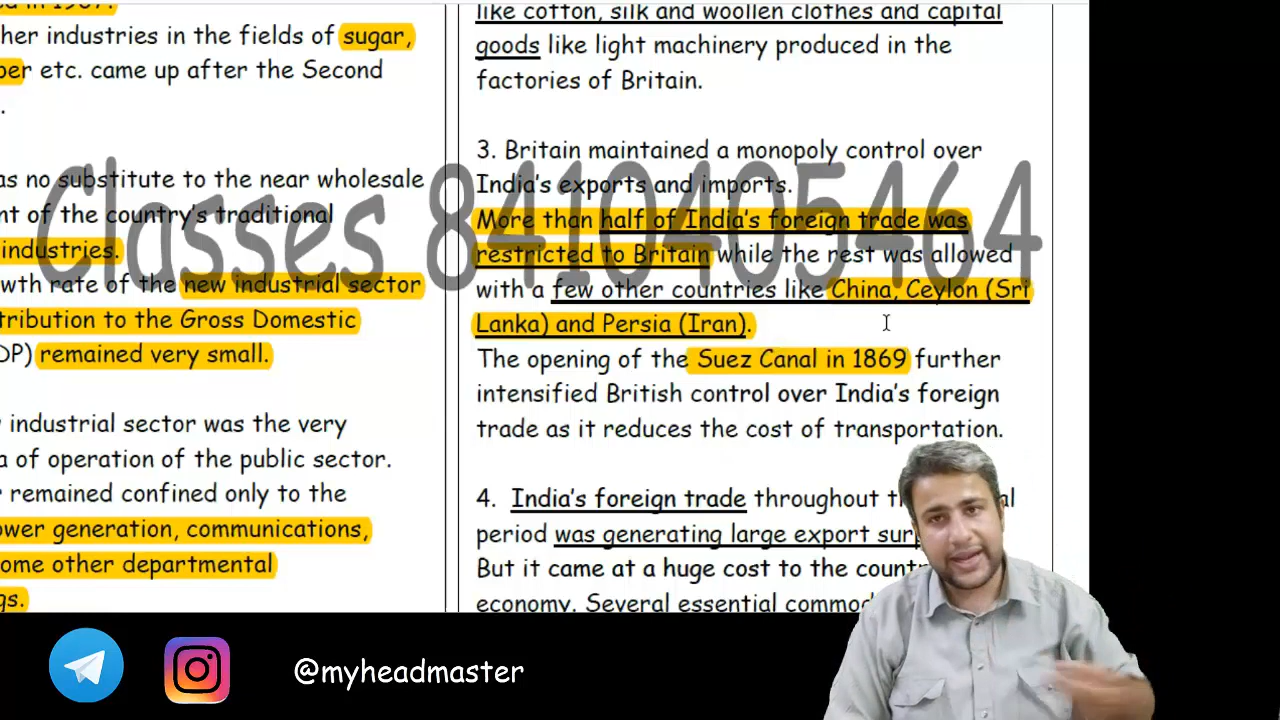 her industries in the fields of sugar,
etc. came up after the Second
.
as no substitute to the near wholesale
nt of the country's traditional
industries.
wth rate of the new industrial sector
tribution to the Gross Domestic
DP) remained very small.
industrial sector was the very
a of operation of the public sector.
r remained confined only to the
ower generation, communications,
ome other departmental
gs.
like cotton, silk and woollen clothes and capital
goods like light machinery produced in the
factories of Britain.
3. Britain maintained a monopoly control over
India's exports and imports.
More than half of India's foreign trade was
restricted to Britain while the rest was allowed
with a few other countries like China, Ceylon (Sri
Lanka) and Persia (Iran).
The opening of the Suez Canal in 1869 further
intensified British control over India's foreign
trade as it reduces the cost of transportation.
4. India's foreign trade throughout
period was generating large export sur
But it came at a huge cost to the count
economy. Several essential commod
Classes 8410405464
@myheadmaster